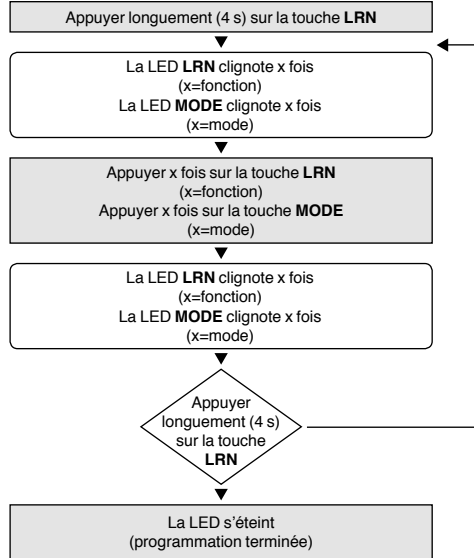 Appuyer longuement (4 s) sur la touche LRN
La LED LRN clignote x fois
(x=fonction)
La LED MODE clignote x fois
(x=mode)
Appuyer x fois sur la touche LRN
(x=fonction)
Appuyer x fois sur la touche MODE
(x=mode)
La LED LRN clignote x fois
(x=fonction)
La LED MODE clignote x fois
(x=mode)
Appuyer
longuement (4 s)
sur la touche
LRN
La LED s'éteint
(programmation terminée)